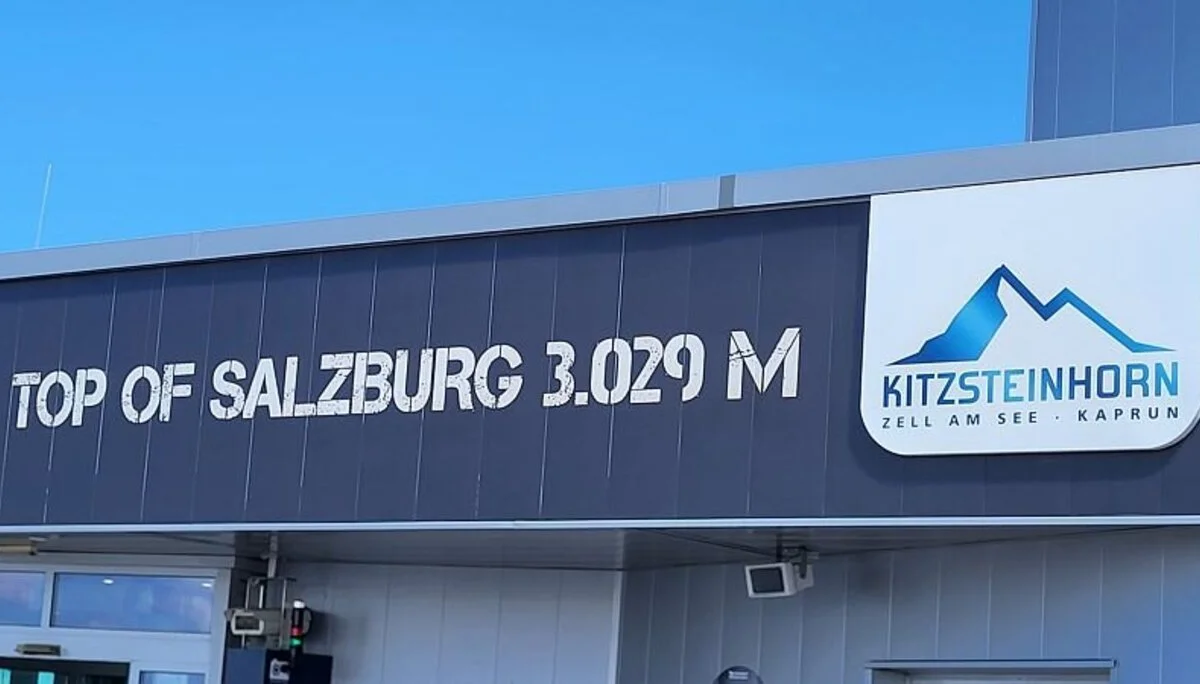 TOP OF SALZBURG 3.029 M
KITZSTEINHORN
ZELL AM SEE · KAPRUN